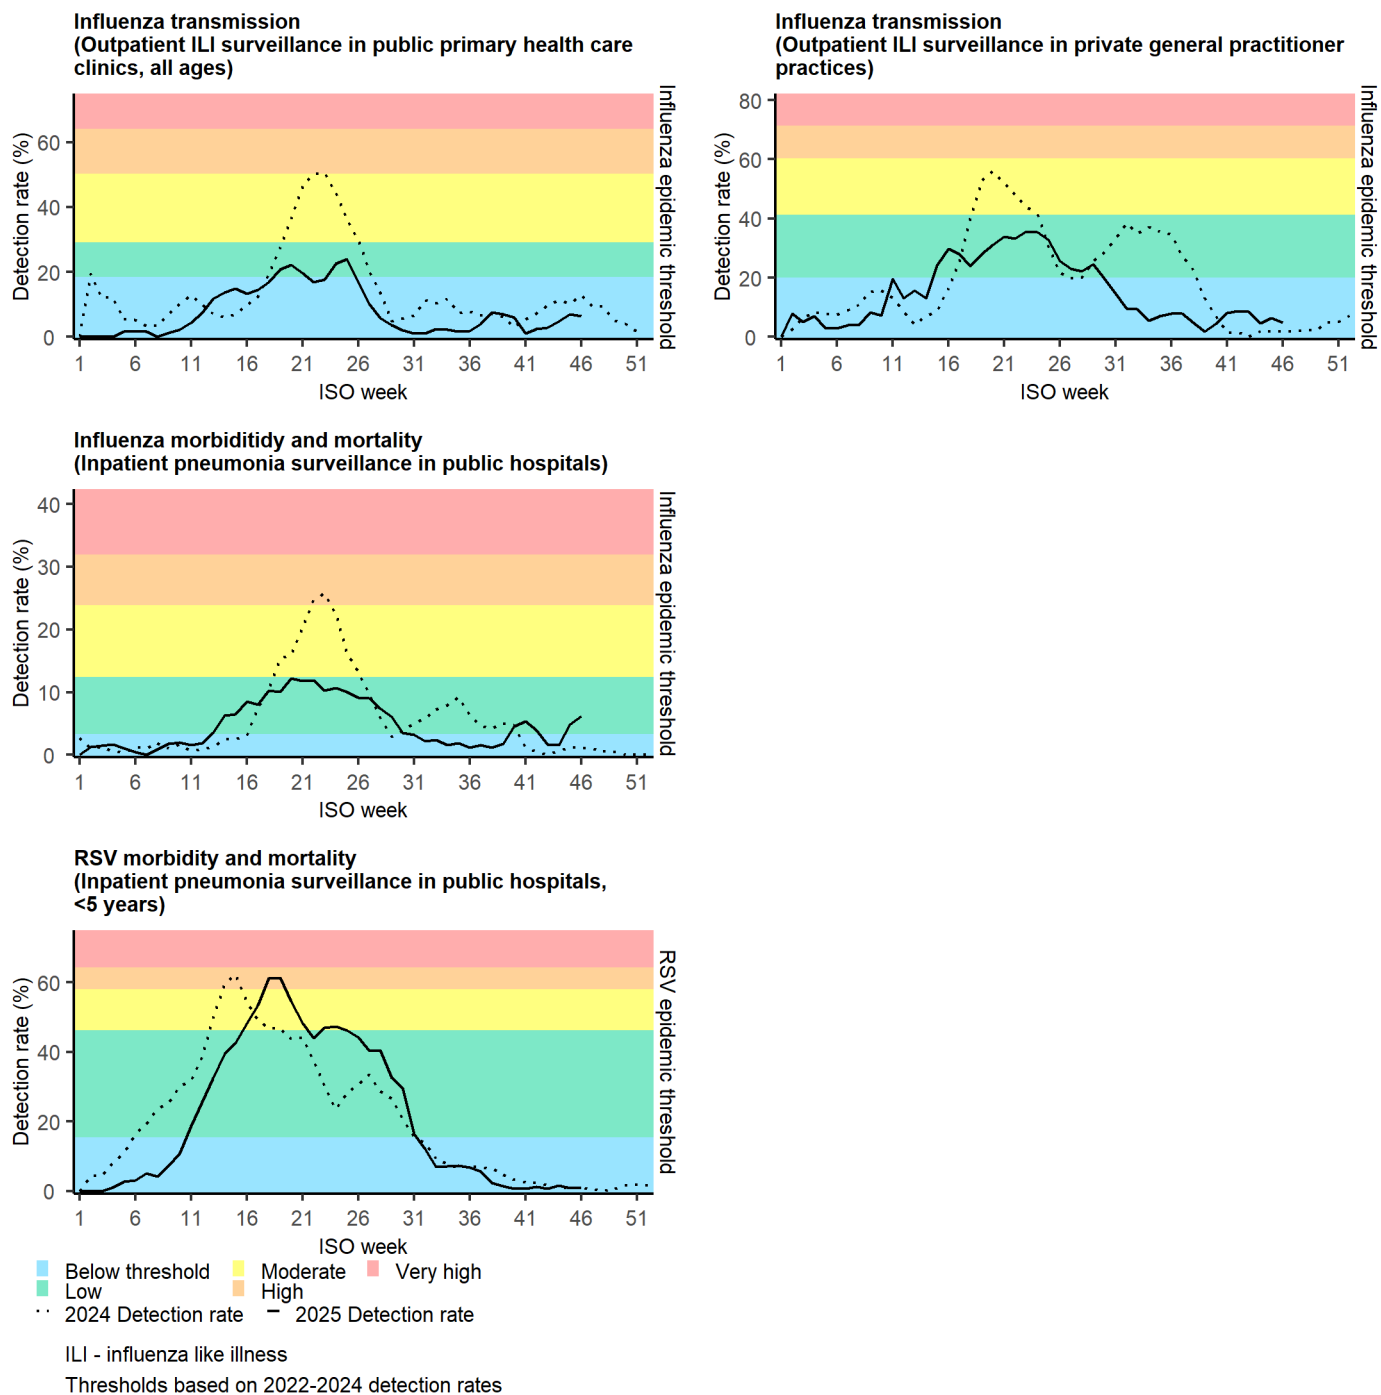 Influenza transmission
(Outpatient ILI surveillance in public primary health care
clinics, all ages)
Detection rate (%)
60
40
20
0
1 6 11 16 21 26 31 36 41 46 51
ISO week
Influenza epidemic threshold
Influenza transmission
(Outpatient ILI surveillance in private general practitioner
practices)
Detection rate (%)
80
60
40
20
0
1 6 11 16 21 26 31 36 41 46 51
ISO week
Influenza epidemic threshold
Influenza morbiditidy and mortality
(Inpatient pneumonia surveillance in public hospitals)
Detection rate (%)
40
30
20
10
0
1 6 11 16 21 26 31 36 41 46 51
ISO week
Influenza epidemic threshold
RSV morbidity and mortality
(Inpatient pneumonia surveillance in public hospitals,
<5 years)
Detection rate (%)
60
40
20
0
1 6 11 16 21 26 31 36 41 46 51
ISO week
RSV epidemic threshold
Below threshold Moderate Very high
Low High
2024 Detection rate 2025 Detection rate
ILI - influenza like illness
Thresholds based on 2022-2024 detection rates